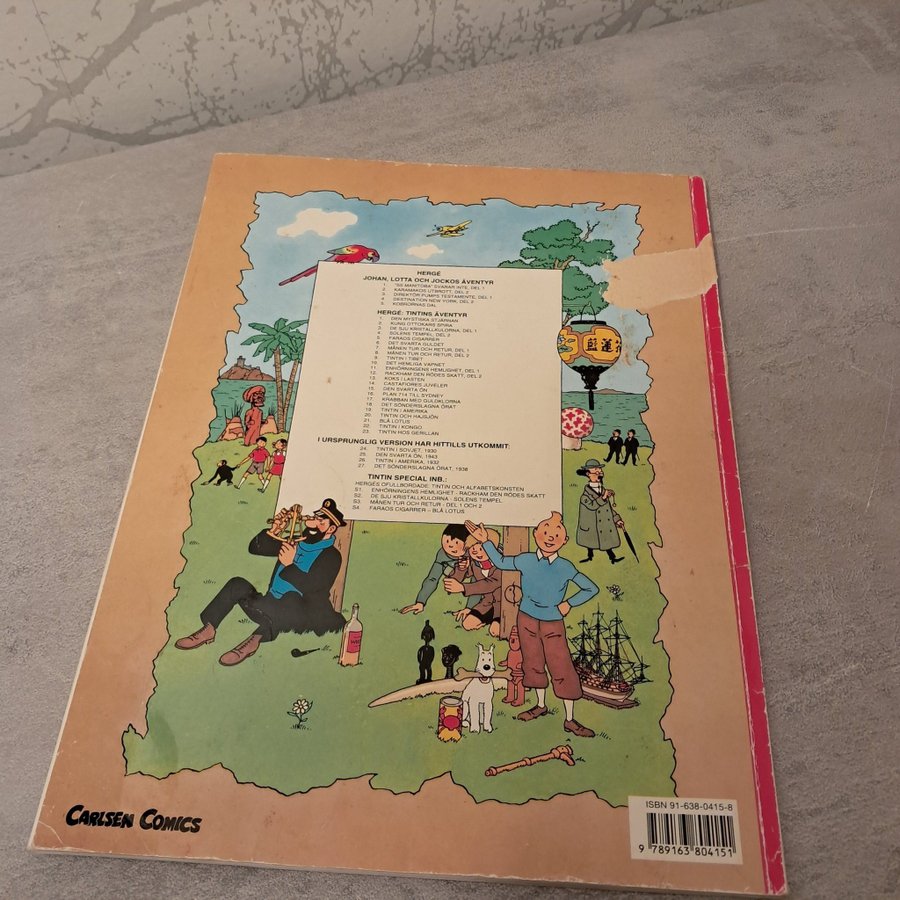 HERGÉ
JOHAN, LOTTA OCH JOCKOS ÄVENTYR
1. "SS MANITOBA" SVARAR INTE, DEL 1
2. KARAMAKOS UTBROTT, DEL 2
3. DIREKTÖR PUMPS TESTAMENTE, DEL 1
4. DESTINATION NEW YORK, DEL 2
5. KOBRORNAS DAL
HERGÉ: TINTINS ÄVENTYR
1. DEN MYSTISKA STJÄRNAN
2. KUNG OTTOKARS SPIRA
3. DE SJU KRISTALLKULORNA, DEL 1
4. SOLENS TEMPEL, DEL 2
5. FARAOS CIGARRER
6. DET SVARTA GULDET
7. MÅNEN TUR OCH RETUR, DEL 1
8. MÅNEN TUR OCH RETUR, DEL 2
9. TINTIN I TIBET
10. DET HEMLIGA VAPNET
11. ENHÖRNINGENS HEMLIGHET, DEL 1
12. RACKHAM DEN RÖDES SKATT, DEL 2
13. KOKS I LASTEN
14. CASTAFIORES JUVELER
15. DEN SVARTA ÖN
16. PLAN 714 TILL SYDNEY
17. KRABBAN MED GULDKLORNA
18. DET SÖNDERSLAGNA ÖRAT
19. TINTIN I AMERIKA
20. TINTIN OCH HAJSJÖN
21. BLÅ LOTUS
22. TINTIN I KONGO
23. TINTIN HOS GERILLAN
I URSPRUNGLIG VERSION HAR HITTILLS UTKOMMIT:
24. TINTIN I SOVJET, 1930
25. DEN SVARTA ÖN, 1943
26. TINTIN I AMERIKA, 1932
27. DET SÖNDERSLAGNA ÖRAT, 1938
TINTIN SPECIAL INB.:
HERGÉS OFULLBORDADE: TINTIN OCH ALFABETSKONSTEN
S1. ENHÖRNINGENS HEMLIGHET - RACKHAM DEN RÖDES SKATT
S2. DE SJU KRISTALLKULORNA - SOLENS TEMPEL
S3. MÅNEN TUR OCH RETUR - DEL 1 OCH 2
S4. FARAOS CIGARRER – BLÅ LOTUS
CARLSEN COMICS
ISBN 91-638-0415-8
9 789163 804151